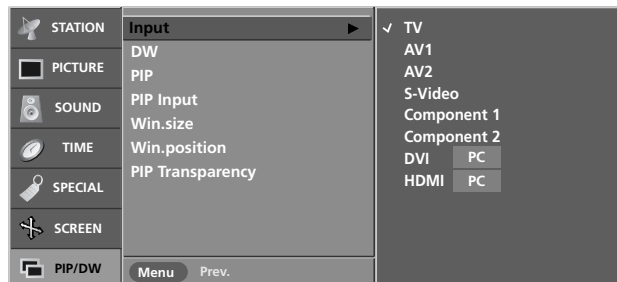 STATION
PICTURE
SOUND
TIME
SPECIAL
SCREEN
PIP/DW
Input
DW
PIP
PIP Input
Win.size
Win.position
PIP Transparency
Menu Prev.
TV
AV1
AV2
S-Video
Component 1
Component 2
DVI PC
HDMI PC